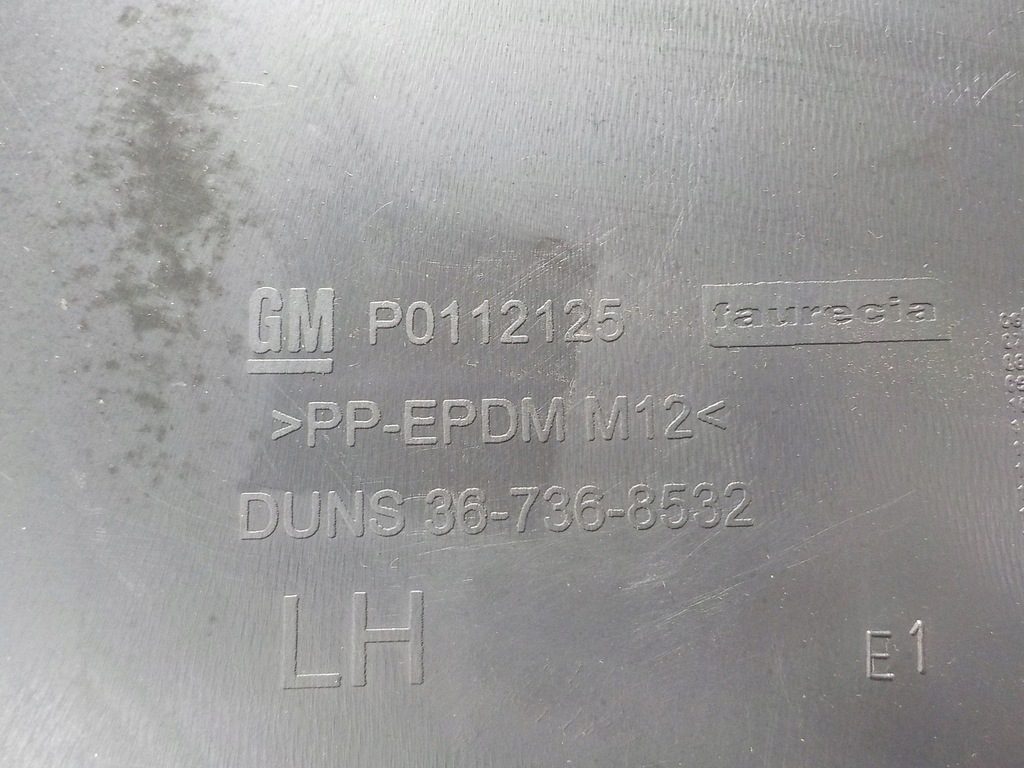 GM P0112125 faurecia
>PP-EPDM M12<
DUNS 36-736-8532
LH
E1